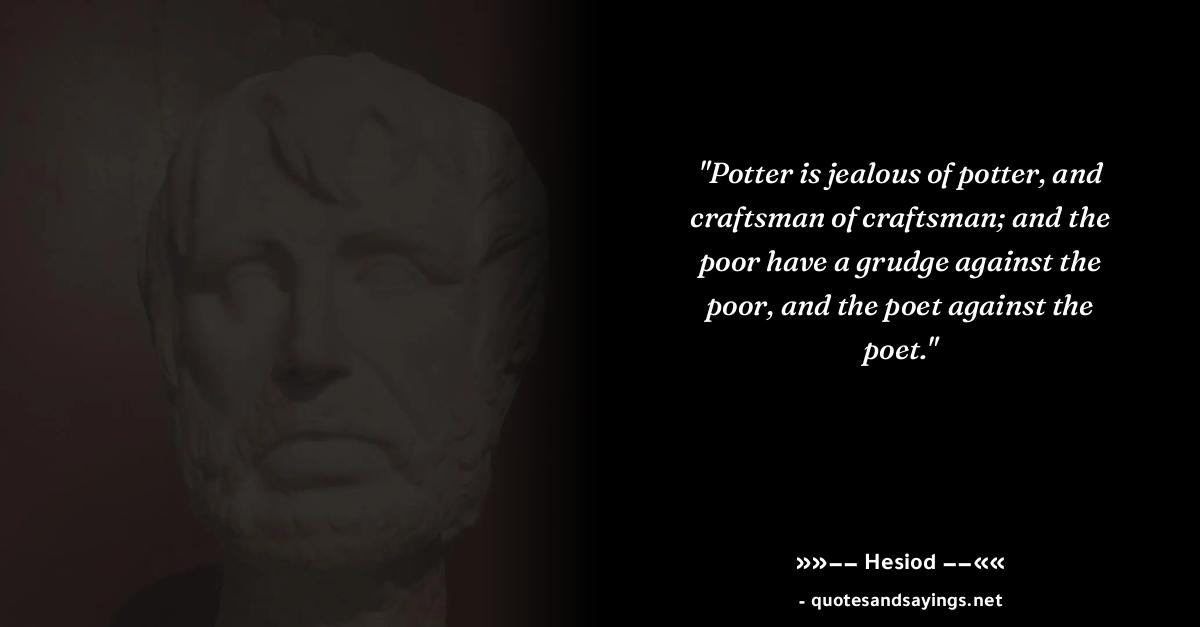 "Potter is jealous of potter, and
craftsman of craftsman; and the
poor have a grudge against the
poor, and the poet against the
poet."
»»−− Hesiod −−««
- quotesandsayings.net